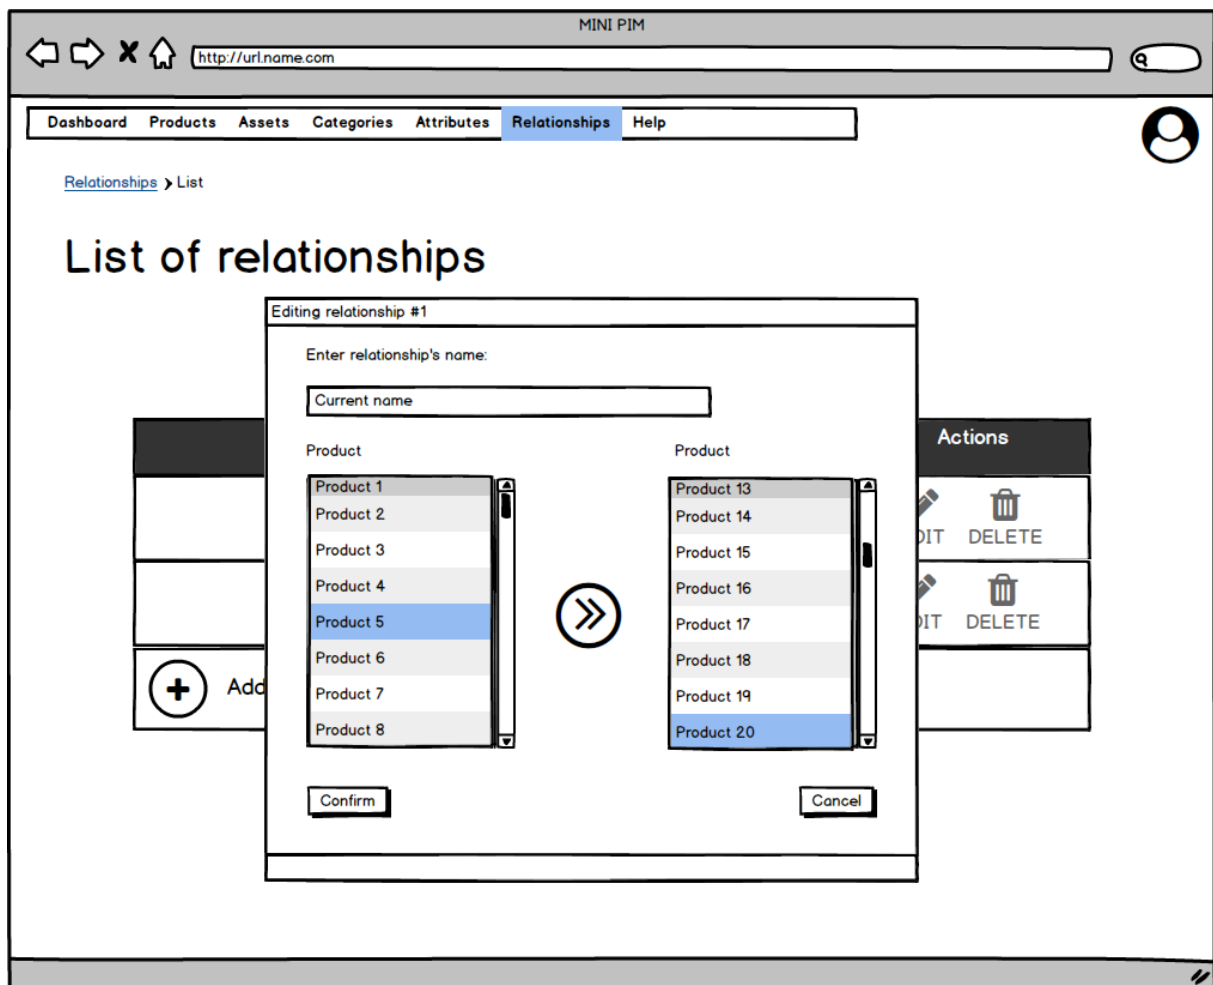 MINI PIM
http://url.name.com
Dashboard Products Assets Categories Attributes Relationships Help
Relationships List
List of relationships
Editing relationship #1
Enter relationship's name:
Current name
Product
Product 1
Product 2
Product 3
Product 4
Product 5
Product 6
Product 7
Product 8
Product
Product 13
Product 14
Product 15
Product 16
Product 17
Product 18
Product 19
Product 20
Confirm Cancel
Actions
DIT DELETE
DIT DELETE
Add